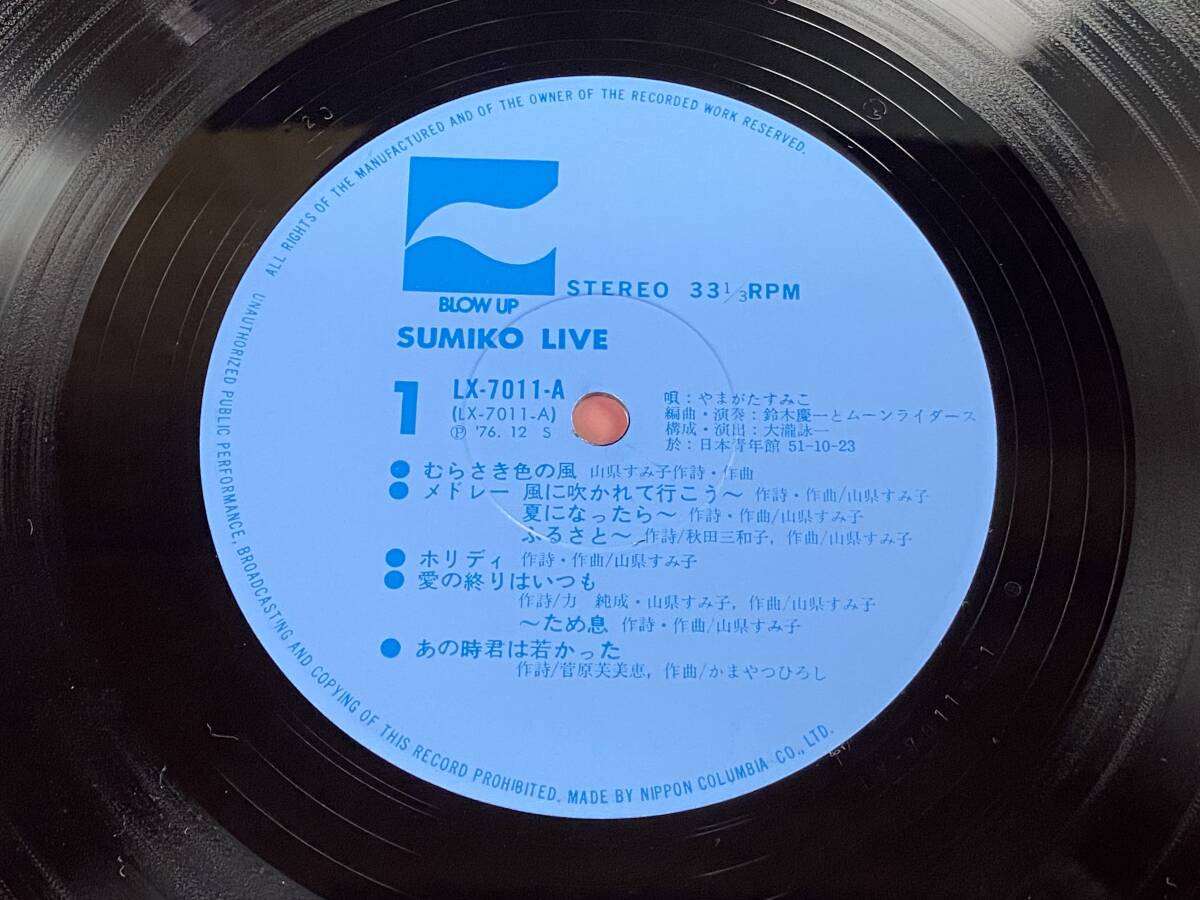 ALL RIGHTS OF THE MANUFACTURED AND OF THE OWNER OF THE RECORDED WORK RESERVED.
BLOW UP
STEREO 33 1/3 RPM
SUMIKO LIVE
1
LX-7011-A
(LX-7011-A)
Ⓟ '76. 12 S
唄：やまがたすみこ
編曲・演奏：鈴木慶一とムーンライダース
構成・演出：大瀧詠一
於：日本青年館 51-10-23
● むらさき色の風 山県すみ子作詩・作曲
● メドレー 風に吹かれて行こう〜 作詩・作曲/山県すみ子
夏になったら〜 作詩・作曲/山県すみ子
ふるさと〜 作詩/秋田三和子, 作曲/山県すみ子
● ホリディ 作詩・作曲/山県すみ子
● 愛の終りはいつも
作詩/力 純成・山県すみ子, 作曲/山県すみ子
〜ため息 作詩・作曲/山県すみ子
● あの時君は若かった
作詩/菅原芙美恵, 作曲/かまやつひろし
UNAUTHORIZED PUBLIC PERFORMANCE, BROADCASTING AND COPYING OF THIS RECORD PROHIBITED. MADE BY NIPPON COLUMBIA CO., LTD.